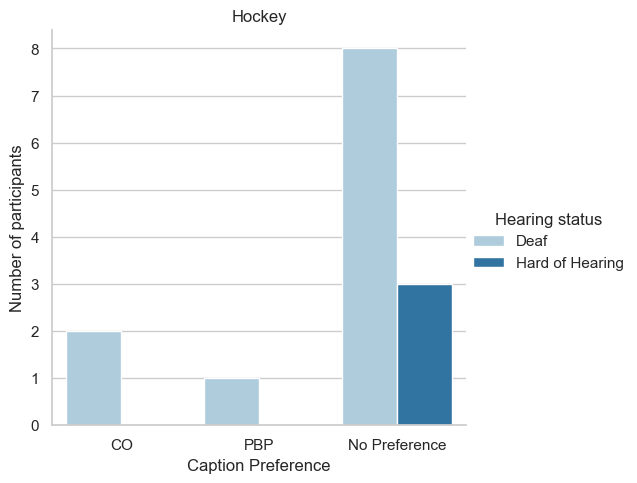 Hockey
Number of participants
8
7
6
5
4
3
2
1
0
CO
PBP
No Preference
Caption Preference
Hearing status
Deaf
Hard of Hearing